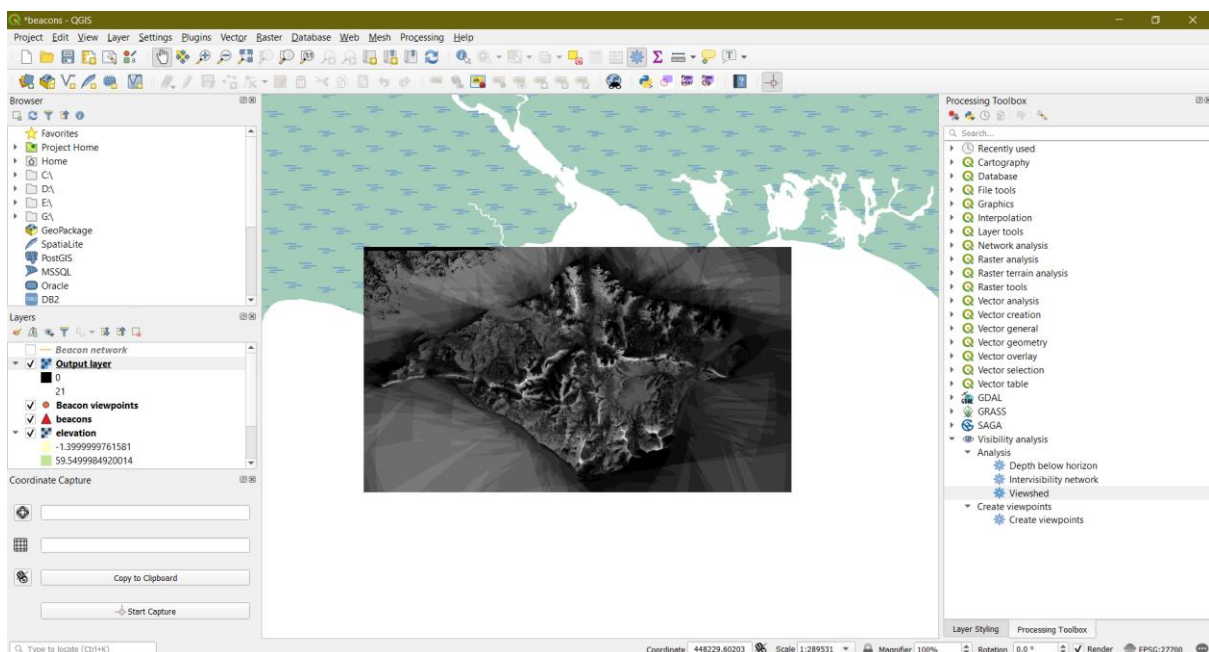 *beacons - QGIS
Project Edit View Layer Settings Plugins Vector Raster Database Web Mesh Processing Help
Browser
Favorites
Project Home
Home
C:\
D:\
E:\
G:\
GeoPackage
SpatiaLite
PostGIS
MSSQL
Oracle
DB2
Layers
Beacon network
Output layer
0
21
Beacon viewpoints
beacons
elevation
-1.3999999761581
59.5499984920014
Coordinate Capture
Copy to Clipboard
Start Capture
Processing Toolbox
Search...
Recently used
Cartography
Database
File tools
Graphics
Interpolation
Layer tools
Network analysis
Raster analysis
Raster terrain analysis
Raster tools
Vector analysis
Vector creation
Vector general
Vector geometry
Vector overlay
Vector selection
Vector table
GDAL
GRASS
SAGA
Visibility analysis
Analysis
Depth below horizon
Intervisibility network
Viewshed
Create viewpoints
Create viewpoints
Layer Styling Processing Toolbox
Type to locate (Ctrl+K) Coordinate 448229,60203 Scale 1:289531 Magnifier 100% Rotation 0.0 ° Render EPSG:27700